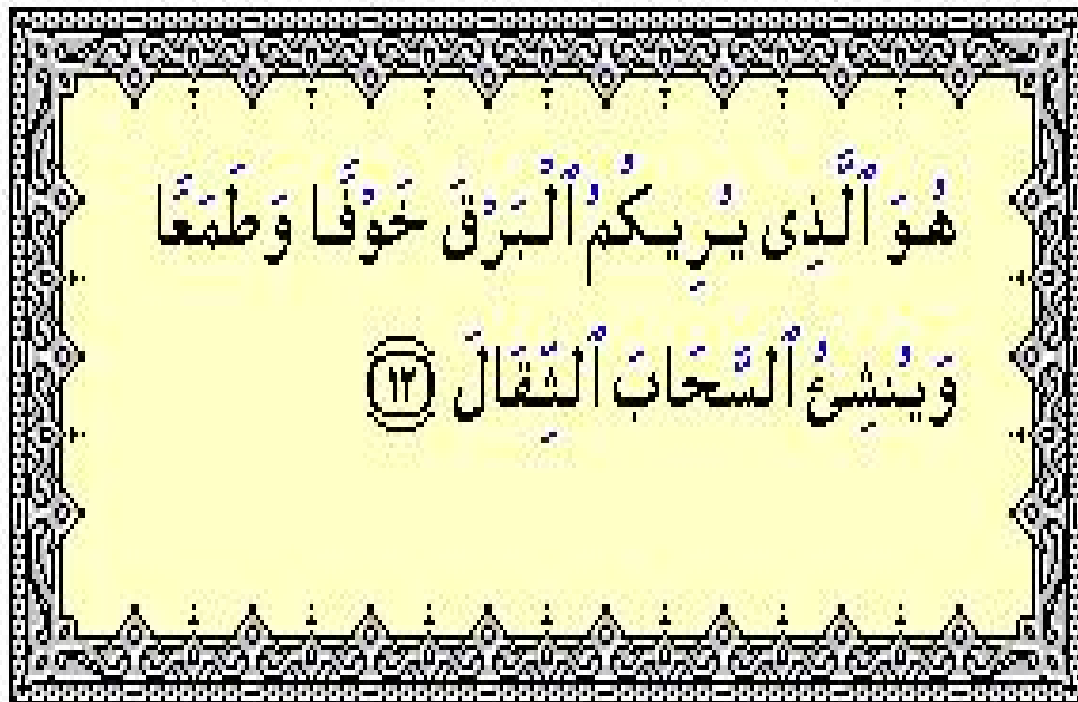 هُوَ ٱلَّذِى يُرِيكُمُ ٱلْبَرْقَ خَوْفًا وَطَمَعًا
وَيُنشِئُ ٱلسَّحَابَ ٱلثِّقَالَ ١٢